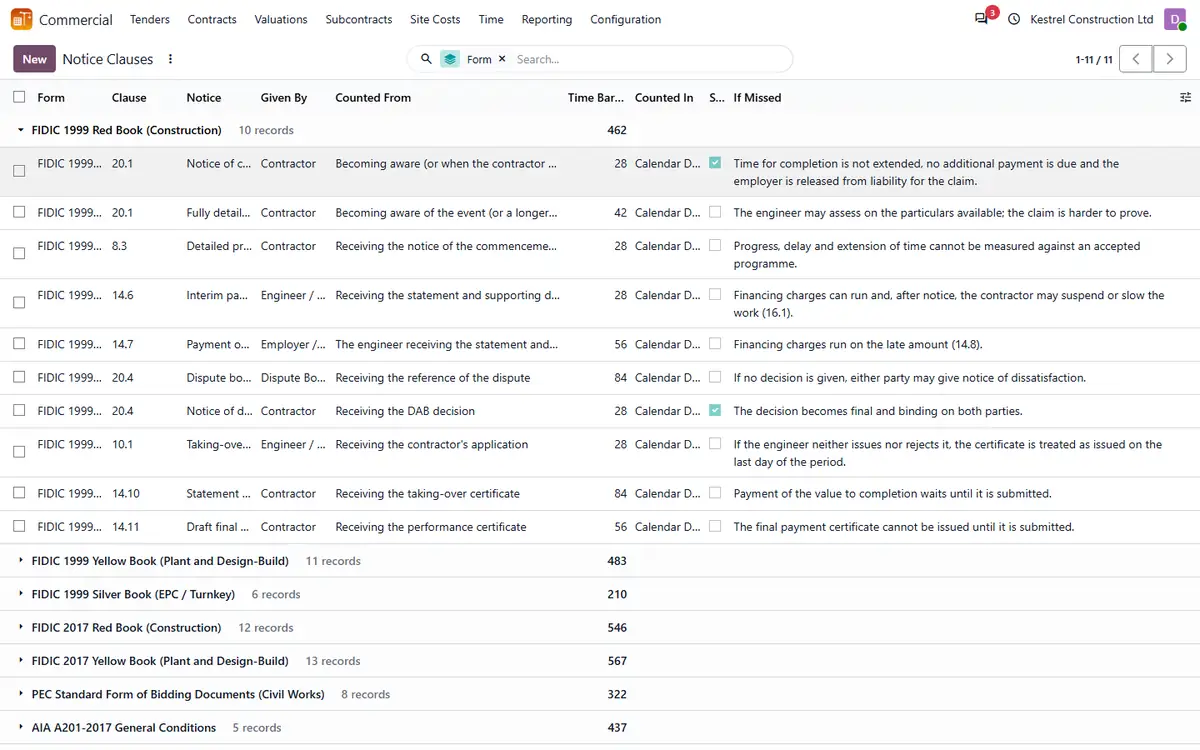 Commercial Tenders Contracts Valuations Subcontracts Site Costs Time Reporting Configuration 3 Kestrel Construction Ltd D
New Notice Clauses Form × Search... 1-11 / 11
Form Clause Notice Given By Counted From Time Bar... Counted In S... If Missed
FIDIC 1999 Red Book (Construction) 10 records 462
FIDIC 1999... 20.1 Notice of c... Contractor Becoming aware (or when the contractor ... 28 Calendar D... Time for completion is not extended, no additional payment is due and the
employer is released from liability for the claim.
FIDIC 1999... 20.1 Fully detail... Contractor Becoming aware of the event (or a longer... 42 Calendar D... The engineer may assess on the particulars available; the claim is harder to prove.
FIDIC 1999... 8.3 Detailed pr... Contractor Receiving the notice of the commenceme... 28 Calendar D... Progress, delay and extension of time cannot be measured against an accepted
programme.
FIDIC 1999... 14.6 Interim pa... Engineer / ... Receiving the statement and supporting d... 28 Calendar D... Financing charges can run and, after notice, the contractor may suspend or slow the
work (16.1).
FIDIC 1999... 14.7 Payment o... Employer /... The engineer receiving the statement and... 56 Calendar D... Financing charges run on the late amount (14.8).
FIDIC 1999... 20.4 Dispute bo... Dispute Bo... Receiving the reference of the dispute 84 Calendar D... If no decision is given, either party may give notice of dissatisfaction.
FIDIC 1999... 20.4 Notice of d... Contractor Receiving the DAB decision 28 Calendar D... The decision becomes final and binding on both parties.
FIDIC 1999... 10.1 Taking-ove... Engineer / ... Receiving the contractor's application 28 Calendar D... If the engineer neither issues nor rejects it, the certificate is treated as issued on the
last day of the period.
FIDIC 1999... 14.10 Statement ... Contractor Receiving the taking-over certificate 84 Calendar D... Payment of the value to completion waits until it is submitted.
FIDIC 1999... 14.11 Draft final ... Contractor Receiving the performance certificate 56 Calendar D... The final payment certificate cannot be issued until it is submitted.
FIDIC 1999 Yellow Book (Plant and Design-Build) 11 records 483
FIDIC 1999 Silver Book (EPC / Turnkey) 6 records 210
FIDIC 2017 Red Book (Construction) 12 records 546
FIDIC 2017 Yellow Book (Plant and Design-Build) 13 records 567
PEC Standard Form of Bidding Documents (Civil Works) 8 records 322
AIA A201-2017 General Conditions 5 records 437